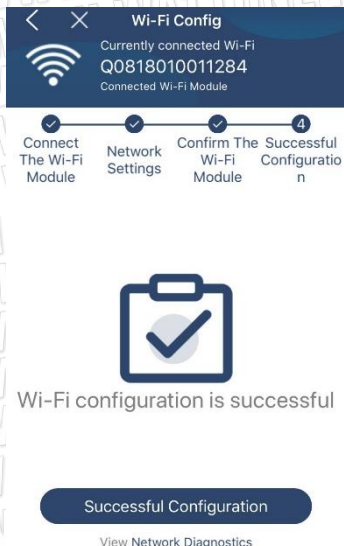 Wi-Fi Config
Currently connected Wi-Fi
Q0818010011284
Connected Wi-Fi Module
4
Connect
The Wi-Fi
Module
Network
Settings
Confirm The
Wi-Fi
Module
Successful
Configuratio
n
Wi-Fi configuration is successful
Successful Configuration
View Network Diagnostics